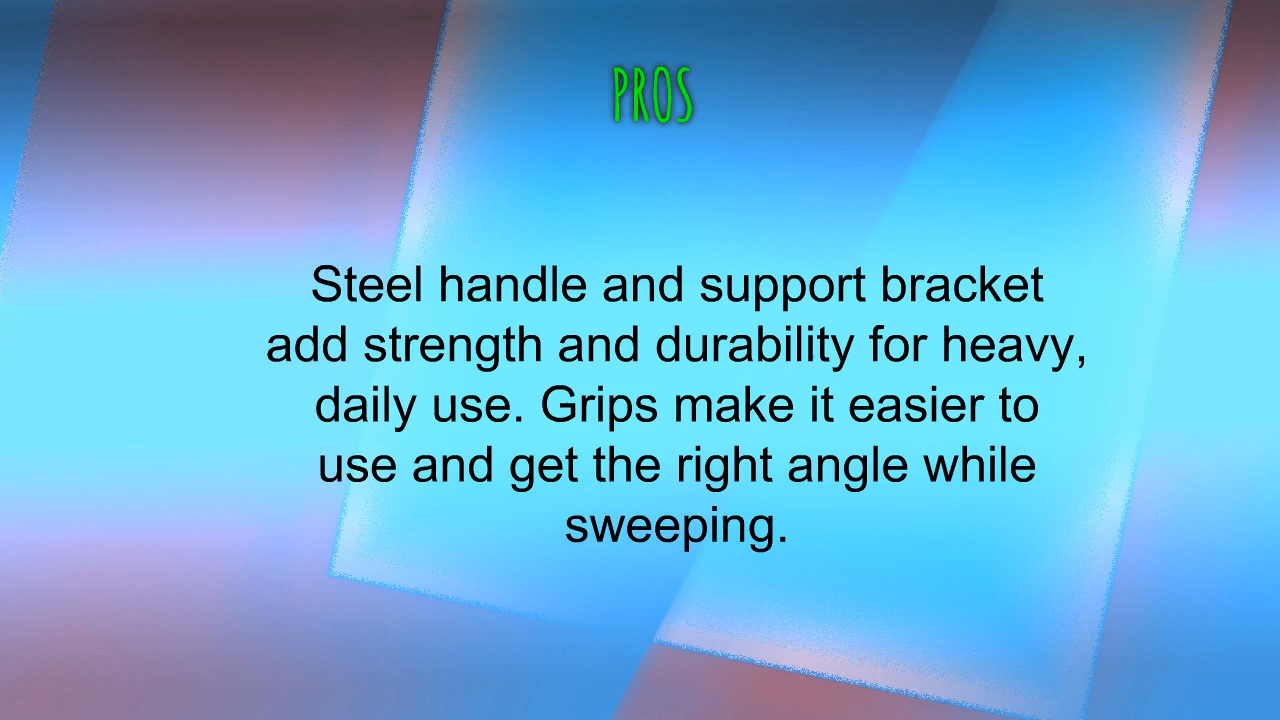 PROS
Steel handle and support bracket
add strength and durability for heavy,
daily use. Grips make it easier to
use and get the right angle while
sweeping.